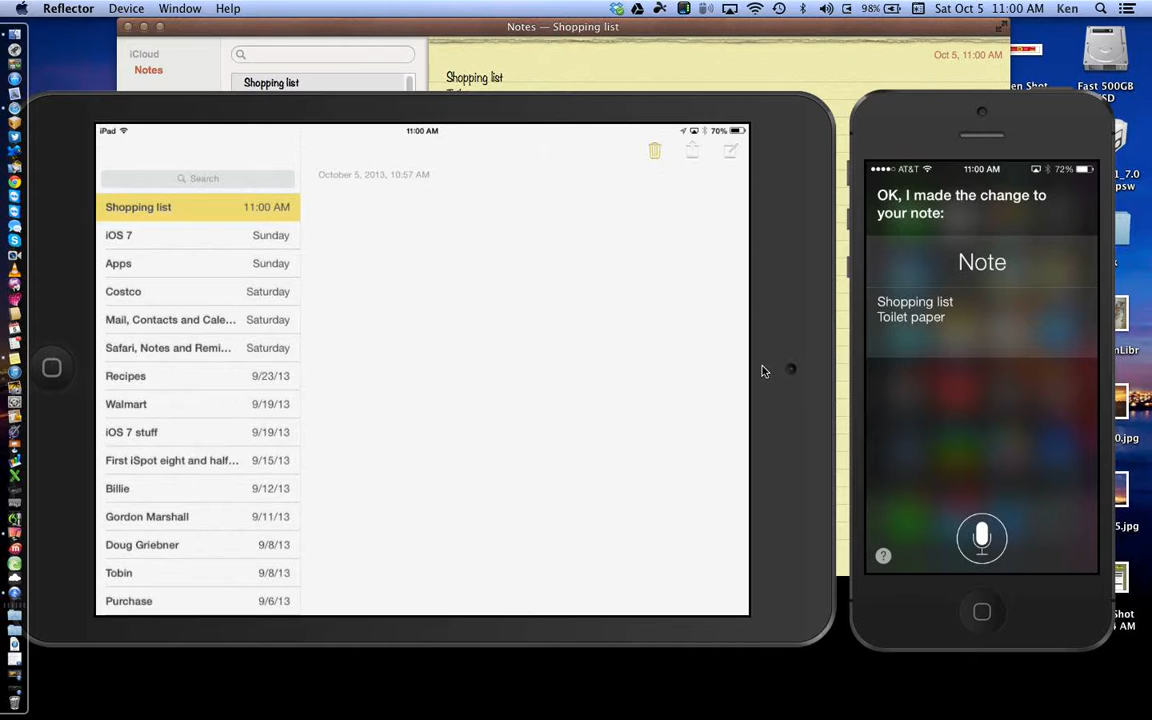 Reflector Device Window Help 98% Sat Oct 5 11:00 AM Ken
Notes — Shopping list
iCloud
Notes
Shopping list
Oct 5, 11:00 AM
Shopping list
Fast 500GB
iPad 11:00 AM 70%
Search
October 5, 2013, 10:57 AM
Shopping list 11:00 AM
iOS 7 Sunday
Apps Sunday
Costco Saturday
Mail, Contacts and Cale... Saturday
Safari, Notes and Remi... Saturday
Recipes 9/23/13
Walmart 9/19/13
iOS 7 stuff 9/19/13
First iSpot eight and half... 9/15/13
Billie 9/12/13
Gordon Marshall 9/11/13
Doug Griebner 9/8/13
Tobin 9/8/13
Purchase 9/6/13
AT&T 11:00 AM 72%
OK, I made the change to
your note:
Note
Shopping list
Toilet paper
?